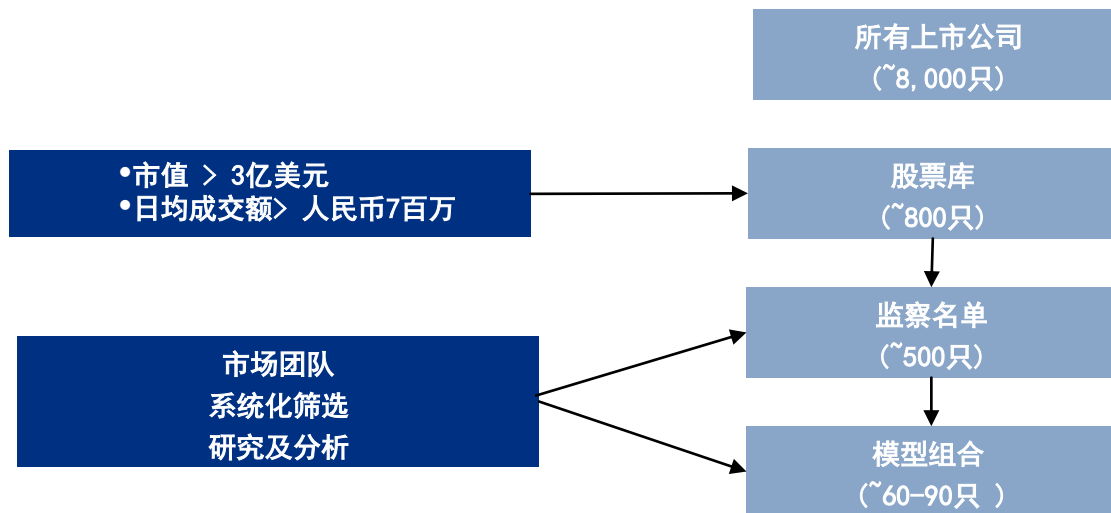 所有上市公司
(~8,000只)
•市值 > 3亿美元
•日均成交额> 人民币7百万
股票库
(~800只)
监察名单
(~500只)
市场团队
系统化筛选
研究及分析
模型组合
(~60-90只 )